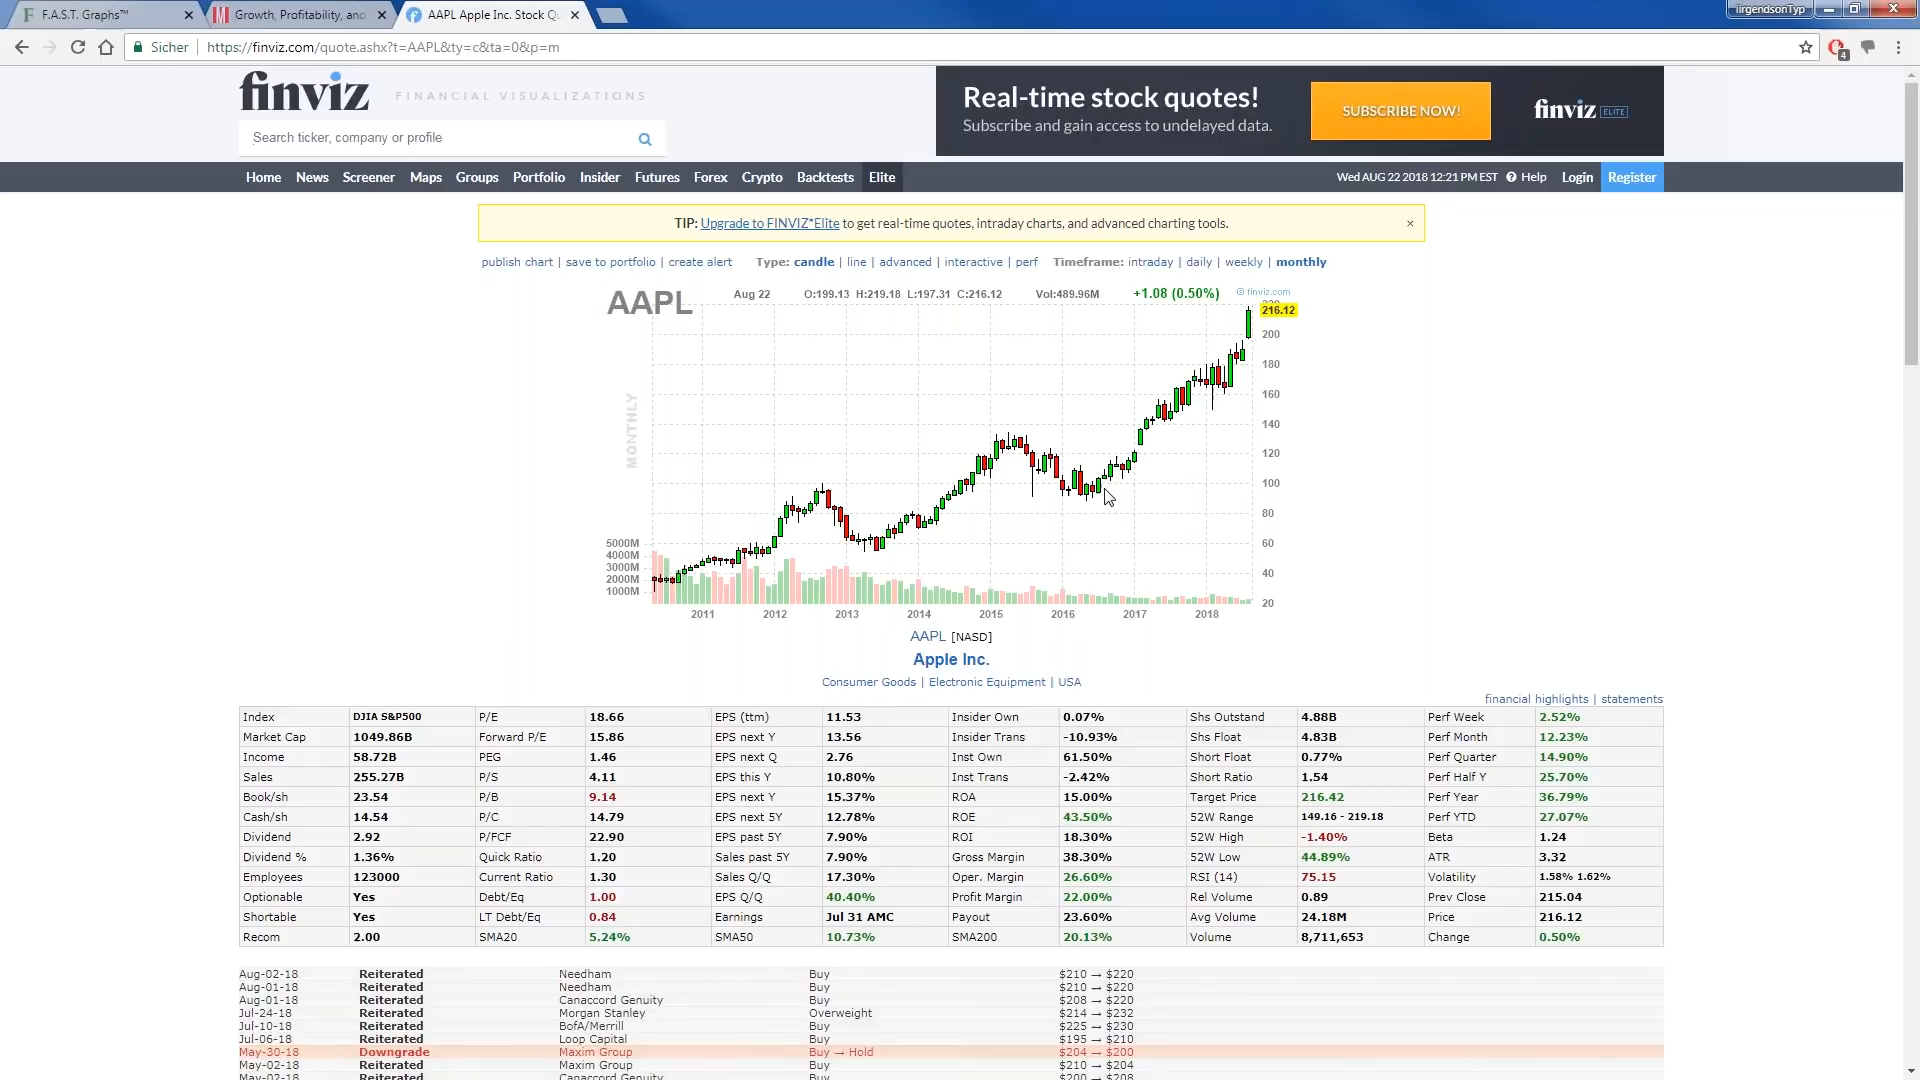 F.A.S.T. Graphs™
Growth, Profitability, and
AAPL Apple Inc. Stock Qu
iirgendsonTyp
Sicher
https://finviz.com/quote.ashx?t=AAPL&ty=c&ta=0&p=m
4
finviz FINANCIAL VISUALIZATIONS
Search ticker, company or profile
Real-time stock quotes!
Subscribe and gain access to undelayed data.
SUBSCRIBE NOW!
finviz ELITE
Home News Screener Maps Groups Portfolio Insider Futures Forex Crypto Backtests Elite
Wed AUG 22 2018 12:21 PM EST Help Login Register
TIP: Upgrade to FINVIZ*Elite to get real-time quotes, intraday charts, and advanced charting tools. ×
publish chart | save to portfolio | create alert Type: candle | line | advanced | interactive | perf Timeframe: intraday | daily | weekly | monthly
AAPL Aug 22 O:199.13 H:219.18 L:197.31 C:216.12 Vol:489.96M +1.08 (0.50%) © finviz.com
220
216.12
200
180
160
140
120
100
80
60
40
20
MONTHLY
5000M
4000M
3000M
2000M
1000M
2011 2012 2013 2014 2015 2016 2017 2018
AAPL [NASD]
Apple Inc.
Consumer Goods | Electronic Equipment | USA
financial highlights | statements
Index DJIA S&P500 P/E 18.66 EPS (ttm) 11.53 Insider Own 0.07% Shs Outstand 4.88B Perf Week 2.52%
Market Cap 1049.86B Forward P/E 15.86 EPS next Y 13.56 Insider Trans -10.93% Shs Float 4.83B Perf Month 12.23%
Income 58.72B PEG 1.46 EPS next Q 2.76 Inst Own 61.50% Short Float 0.77% Perf Quarter 14.90%
Sales 255.27B P/S 4.11 EPS this Y 10.80% Inst Trans -2.42% Short Ratio 1.54 Perf Half Y 25.70%
Book/sh 23.54 P/B 9.14 EPS next Y 15.37% ROA 15.00% Target Price 216.42 Perf Year 36.79%
Cash/sh 14.54 P/C 14.79 EPS next 5Y 12.78% ROE 43.50% 52W Range 149.16 - 219.18 Perf YTD 27.07%
Dividend 2.92 P/FCF 22.90 EPS past 5Y 7.90% ROI 18.30% 52W High -1.40% Beta 1.24
Dividend % 1.36% Quick Ratio 1.20 Sales past 5Y 7.90% Gross Margin 38.30% 52W Low 44.89% ATR 3.32
Employees 123000 Current Ratio 1.30 Sales Q/Q 17.30% Oper. Margin 26.60% RSI (14) 75.15 Volatility 1.58% 1.62%
Optionable Yes Debt/Eq 1.00 EPS Q/Q 40.40% Profit Margin 22.00% Rel Volume 0.89 Prev Close 215.04
Shortable Yes LT Debt/Eq 0.84 Earnings Jul 31 AMC Payout 23.60% Avg Volume 24.18M Price 216.12
Recom 2.00 SMA20 5.24% SMA50 10.73% SMA200 20.13% Volume 8,711,653 Change 0.50%
Aug-02-18 Reiterated Needham Buy $210 → $220
Aug-01-18 Reiterated Needham Buy $210 → $220
Aug-01-18 Reiterated Canaccord Genuity Buy $208 → $220
Jul-24-18 Reiterated Morgan Stanley Overweight $214 → $232
Jul-10-18 Reiterated BofA/Merrill Buy $225 → $230
Jul-06-18 Reiterated Loop Capital Buy $195 → $210
May-30-18 Downgrade Maxim Group Buy → Hold $204 → $200
May-02-18 Reiterated Maxim Group Buy $210 → $204
May-02-18 Reiterated Canaccord Genuity Buy $200 → $208